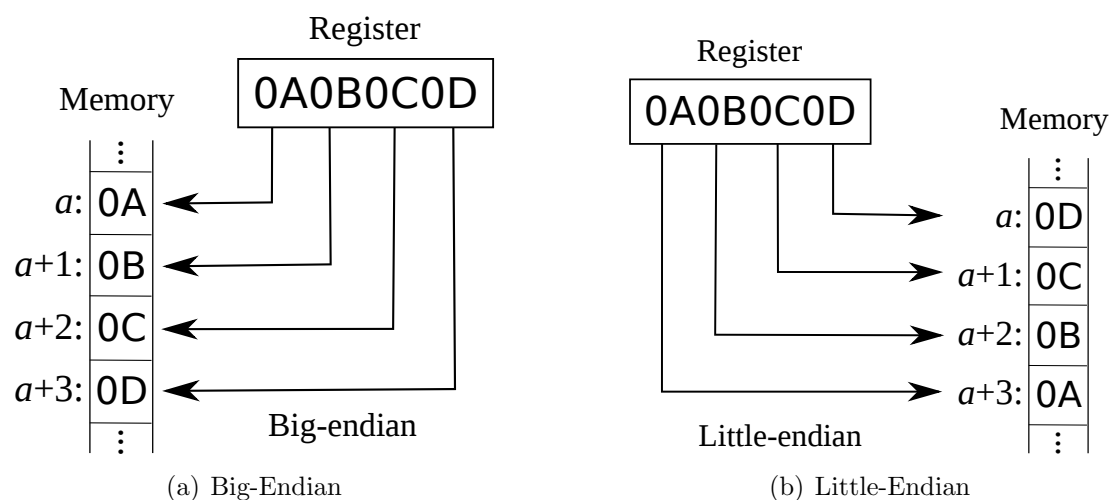 Register
0A0B0C0D
Memory
⋮
a: 0A
a+1: 0B
a+2: 0C
a+3: 0D
⋮
Big-endian
(a) Big-Endian
Register
0A0B0C0D
Memory
⋮
a: 0D
a+1: 0C
a+2: 0B
a+3: 0A
⋮
Little-endian
(b) Little-Endian